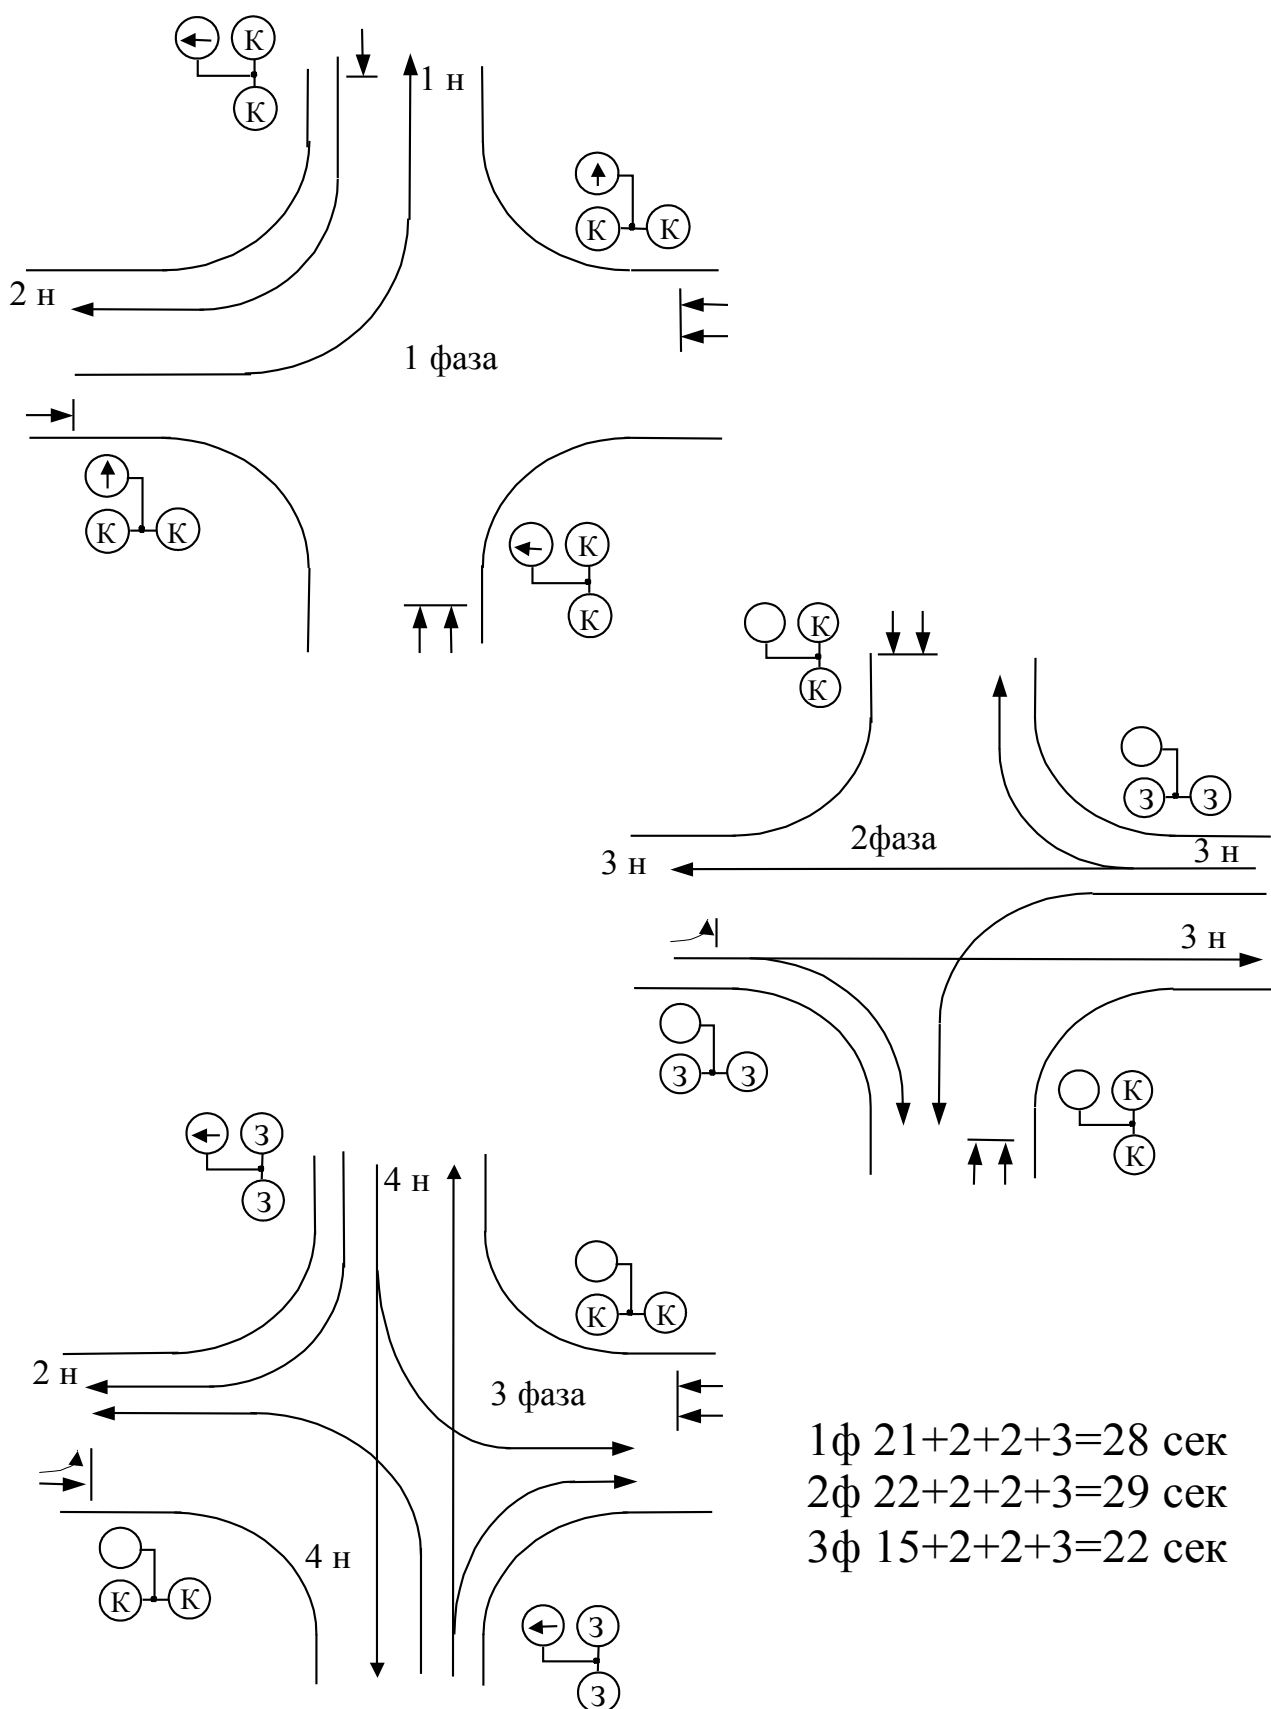 К
К
1 н
К К
2 н
1 фаза
К К
К
К
К
К
З З
2фаза
3 н
3 н
3 н
З З
К
К
З
З
4 н
К К
2 н
3 фаза
4 н
К К
З
З
1ф 21+2+2+3=28 сек
2ф 22+2+2+3=29 сек
3ф 15+2+2+3=22 сек